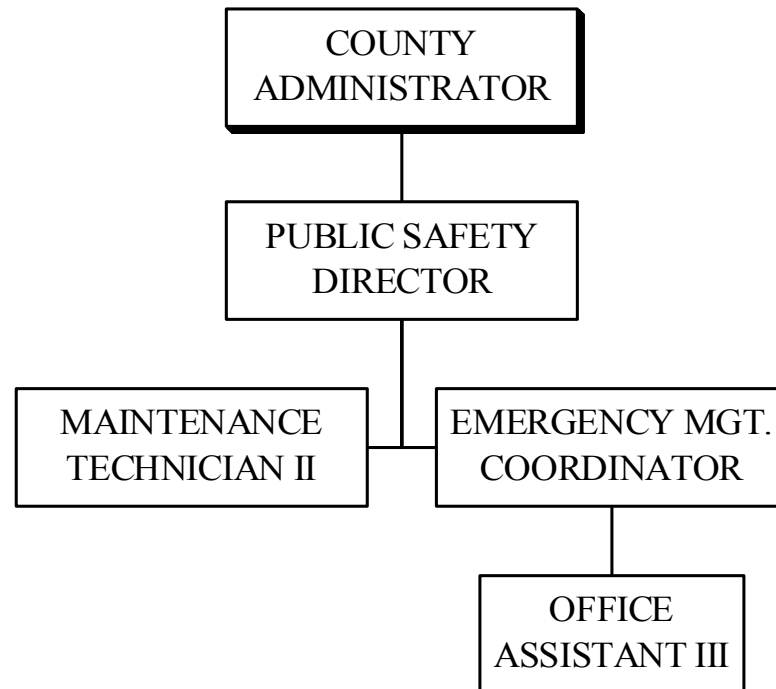 COUNTY
ADMINISTRATOR
PUBLIC SAFETY
DIRECTOR
MAINTENANCE
TECHNICIAN II
EMERGENCY MGT.
COORDINATOR
OFFICE
ASSISTANT III